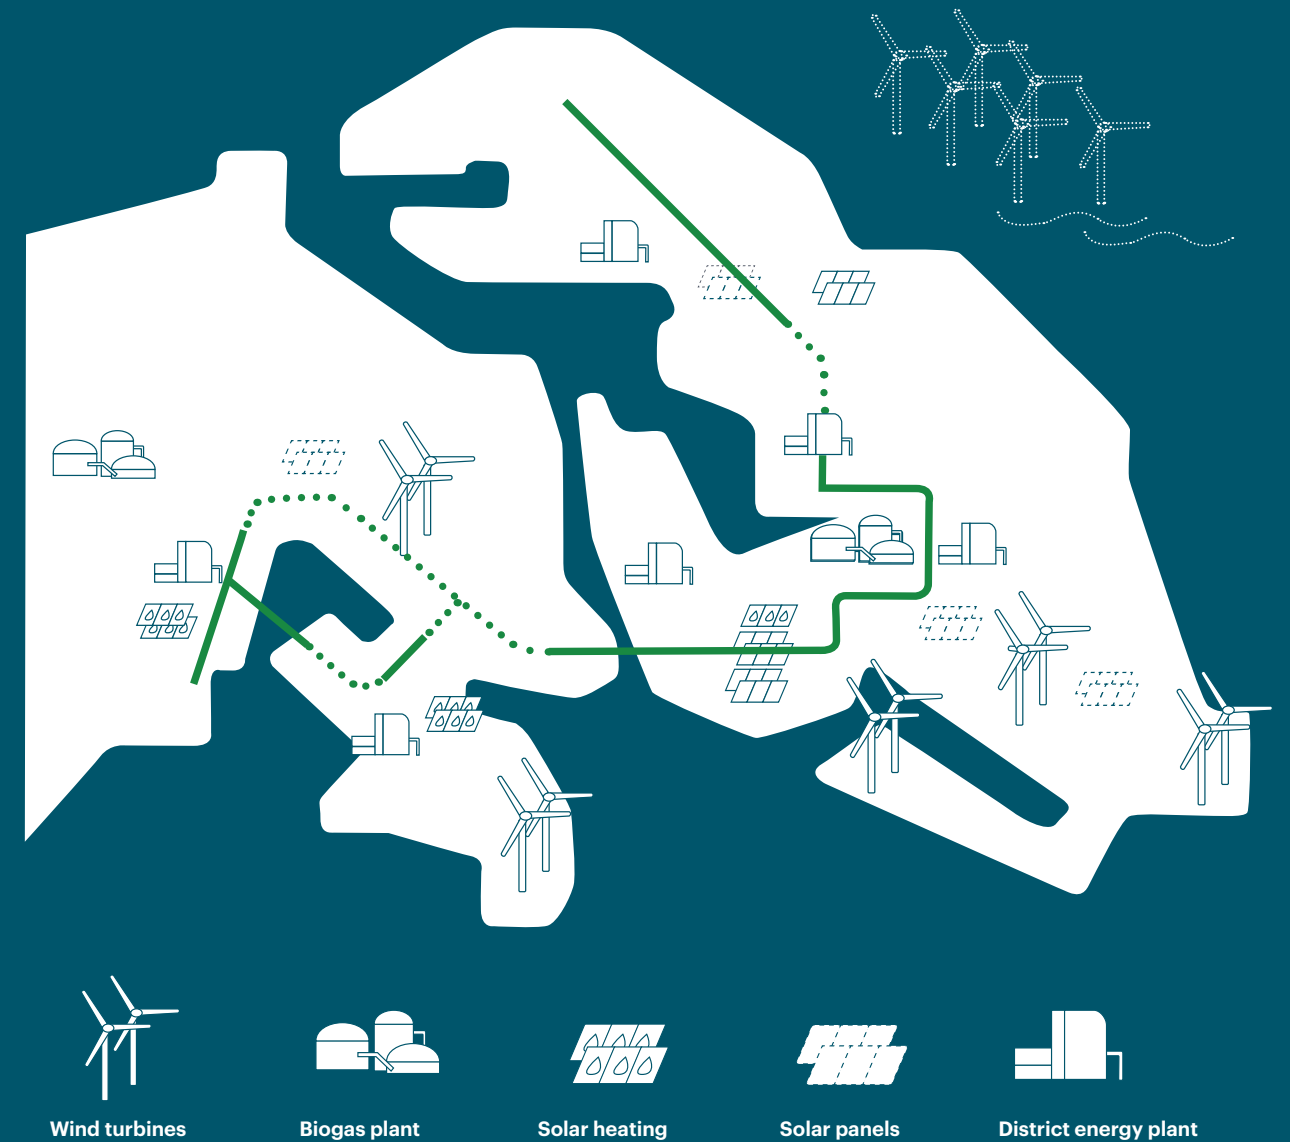 Wind turbines
Biogas plant
Solar heating
Solar panels
District energy plant